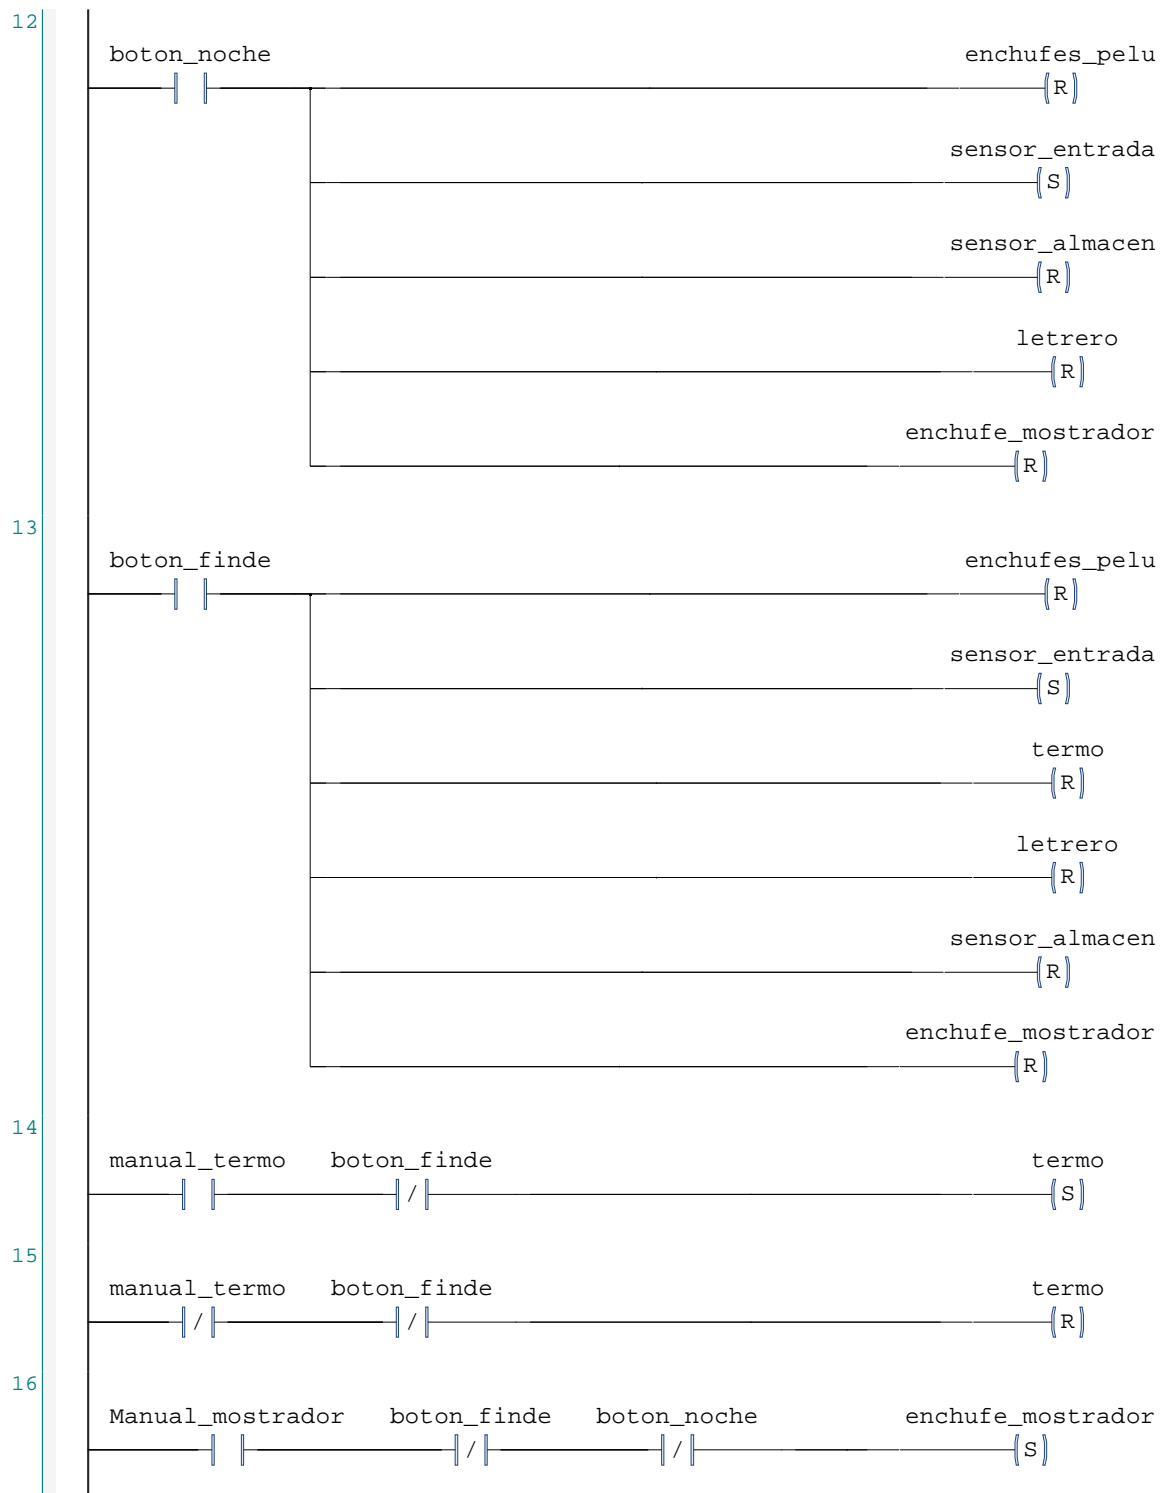 12
boton_noche enchufes_pelu
R
sensor_entrada
S
sensor_almacen
R
letrero
R
enchufe_mostrador
R
13
boton_finde enchufes_pelu
R
sensor_entrada
S
termo
R
letrero
R
sensor_almacen
R
enchufe_mostrador
R
14
manual_termo boton_finde termo
/ S
15
manual_termo boton_finde termo
/ / R
16
Manual_mostrador boton_finde boton_noche enchufe_mostrador
/ / S